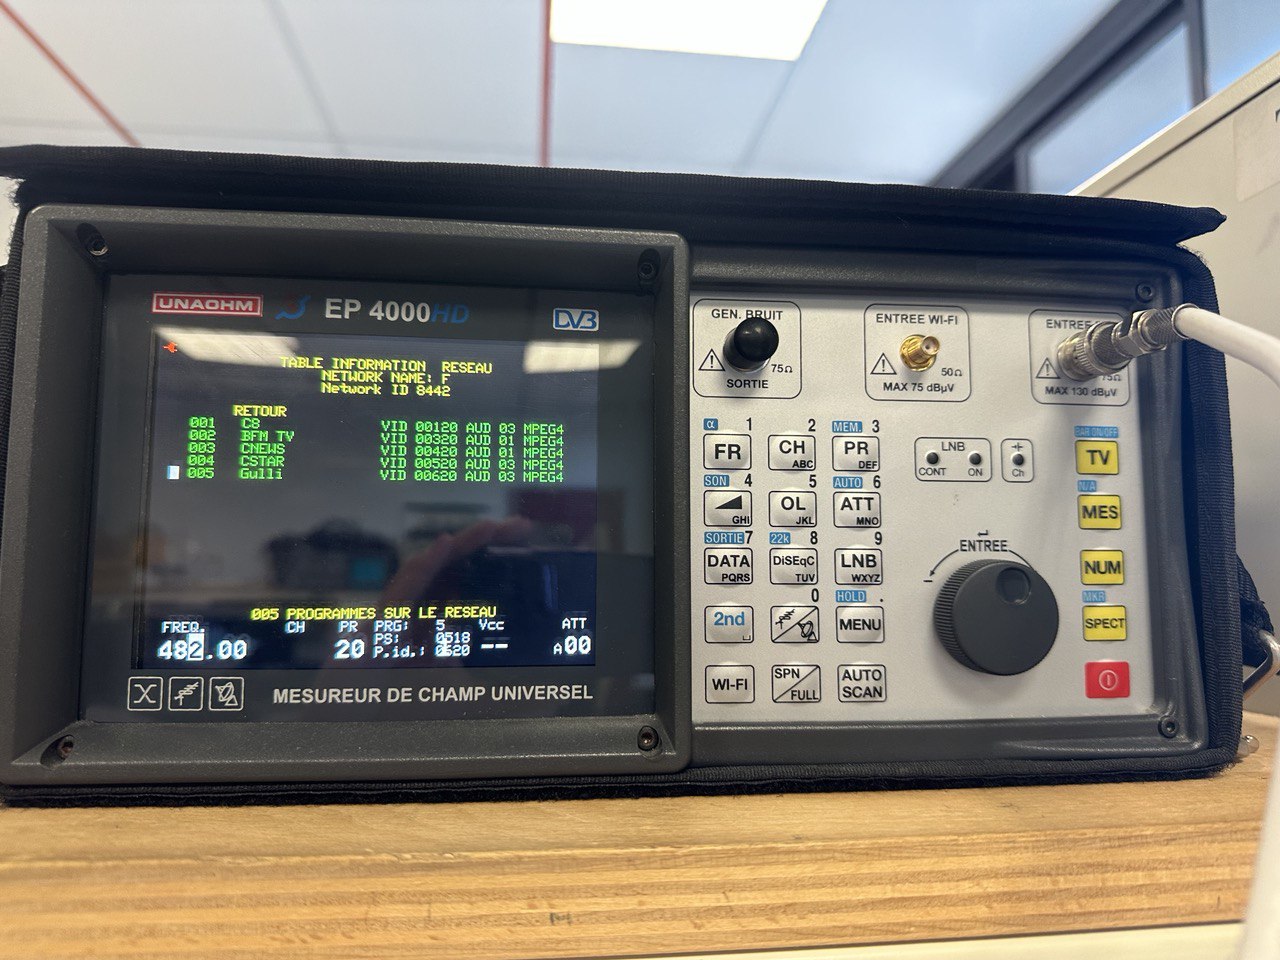 UNAOHM
EP 4000HD
DVB
TABLE INFORMATION RESEAU
NETWORK NAME: F
Network ID 8442
RETOUR
001 C8 VID 00120 AUD 03 MPEG4
002 BFM TV VID 00320 AUD 01 MPEG4
003 CNEWS VID 00420 AUD 01 MPEG4
004 CSTAR VID 00520 AUD 03 MPEG4
005 Gulli VID 00620 AUD 03 MPEG4
005 PROGRAMMES SUR LE RESEAU
FREQ. CH PR PRG: 5 Vcc ATT
482.00 20 PS: 0518 -- A00
P.id.: 0620
MESUREUR DE CHAMP UNIVERSEL
GEN. BRUIT
75Ω
SORTIE
ENTREE WI-FI
50Ω
MAX 75 dBµV
ENTREE
75Ω
MAX 130 dBµV
α 1 2 MEM. 3
FR CH ABC PR DEF
SON 4 5 AUTO 6
GHI OL JKL ATT MNO
SORTIE 7 22k 8 9
DATA PQRS DiSEqC TUV LNB WXYZ
0 HOLD .
2nd MENU
WI-FI SPN/FULL AUTO SCAN
LNB
CONT ON
Ch
ENTREE
BAR ON/OFF
TV
N/A
MES
NUM
MKR
SPECT